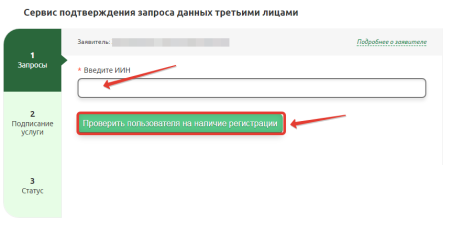 Сервис подтверждения запроса данных третьими лицами
1
Запросы
Заявитель:
Подробнее о заявителе
* Введите ИИН
Проверить пользователя на наличие регистрации
2
Подписание
услуги
3
Статус